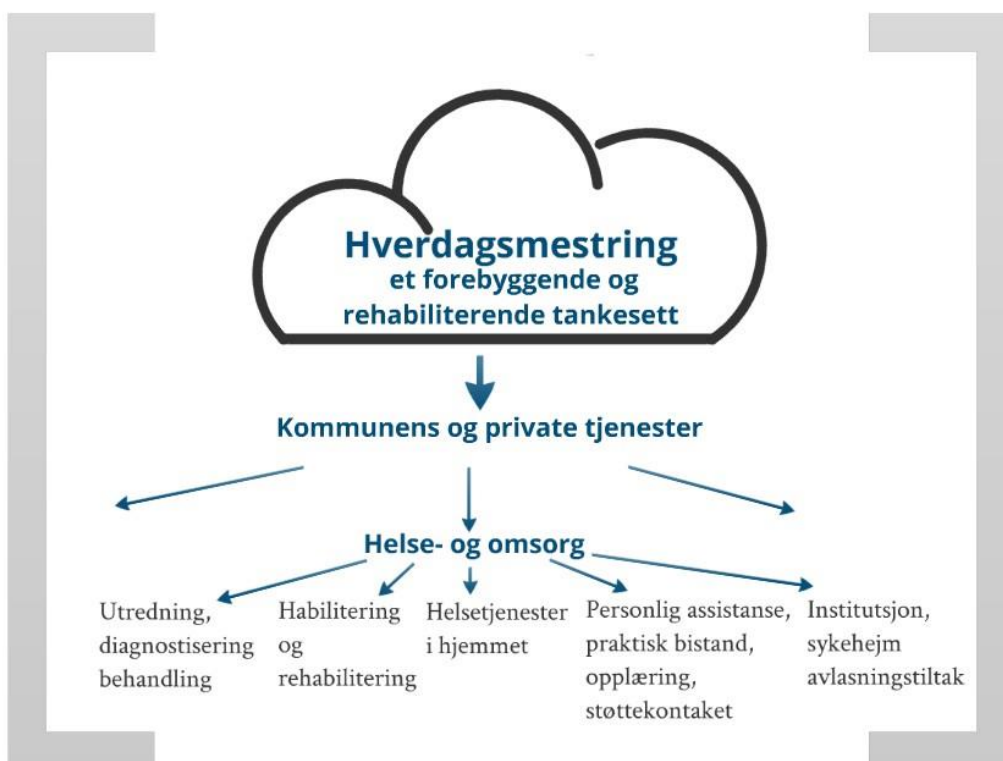 Hverdagsmestring
et forebyggende og
rehabiliterende tankesett
Kommunens og private tjenester
Helse- og omsorg
Utredning,
diagnostisering
behandling
Habilitering
og
rehabilitering
Helsetjenester
i hjemmet
Personlig assistanse,
praktisk bistand,
opplæring,
støttekontaket
Institutsjon,
sykehejm
avlasningstiltak